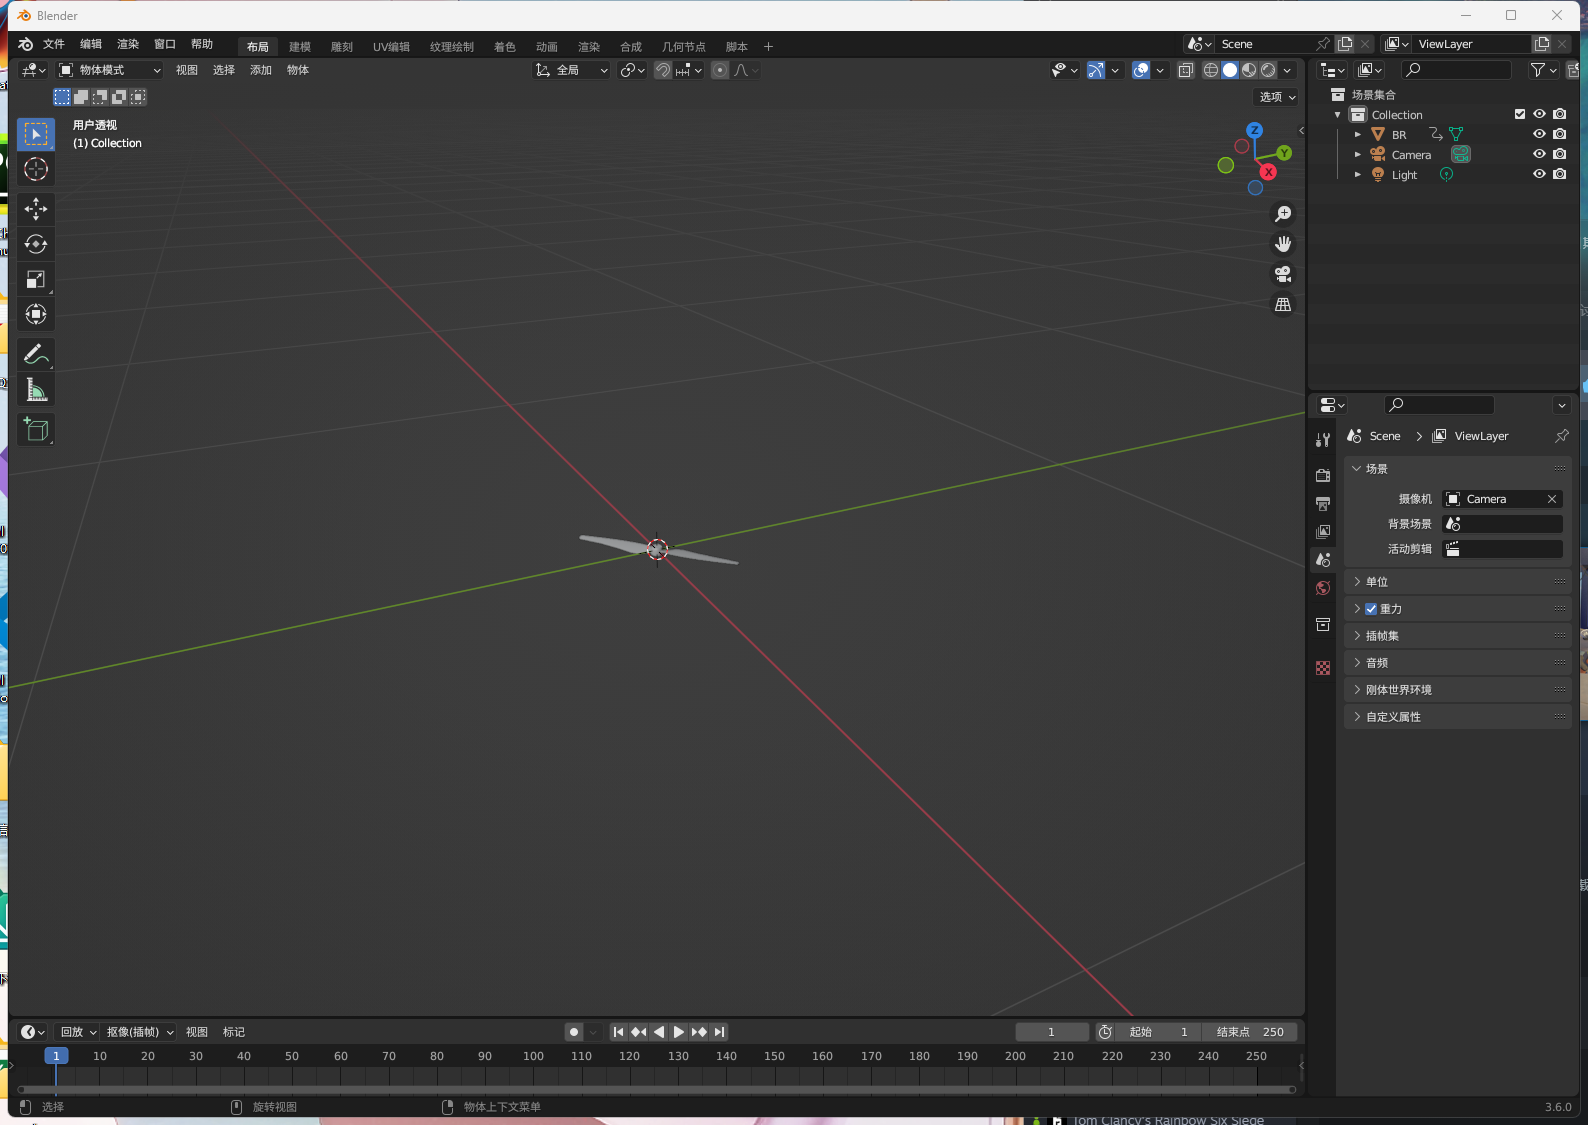 Blender
文件 编辑 渲染 窗口 帮助 布局 建模 雕刻 UV编辑 纹理绘制 着色 动画 渲染 合成 几何节点 脚本 + Scene ViewLayer
物体模式 视图 选择 添加 物体 全局
选项
用户透视
(1) Collection
Z
Y
X
场景集合
Collection
BR
Camera
Light
Scene ViewLayer
场景
摄像机 Camera
背景场景
活动剪辑
单位
重力
插帧集
音频
刚体世界环境
自定义属性
回放 抠像(插帧) 视图 标记 1 起始 1 结束点 250
1 10 20 30 40 50 60 70 80 90 100 110 120 130 140 150 160 170 180 190 200 210 220 230 240 250
选择 旋转视图 物体上下文菜单 3.6.0
Tom Clancy's Rainbow Six Siege